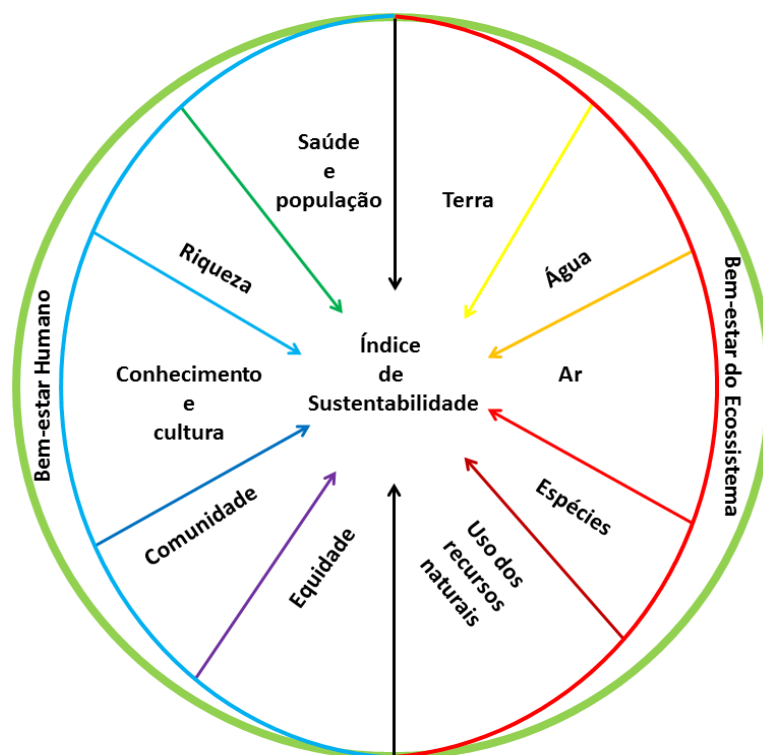 Saúde
e
população
Terra
Riqueza
Água
Bem-estar Humano
Bem-estar do Ecossistema
Índice
de
Sustentabilidade
Conhecimento
e
cultura
Ar
Comunidade
Espécies
Equidade
Uso dos
recursos
naturais